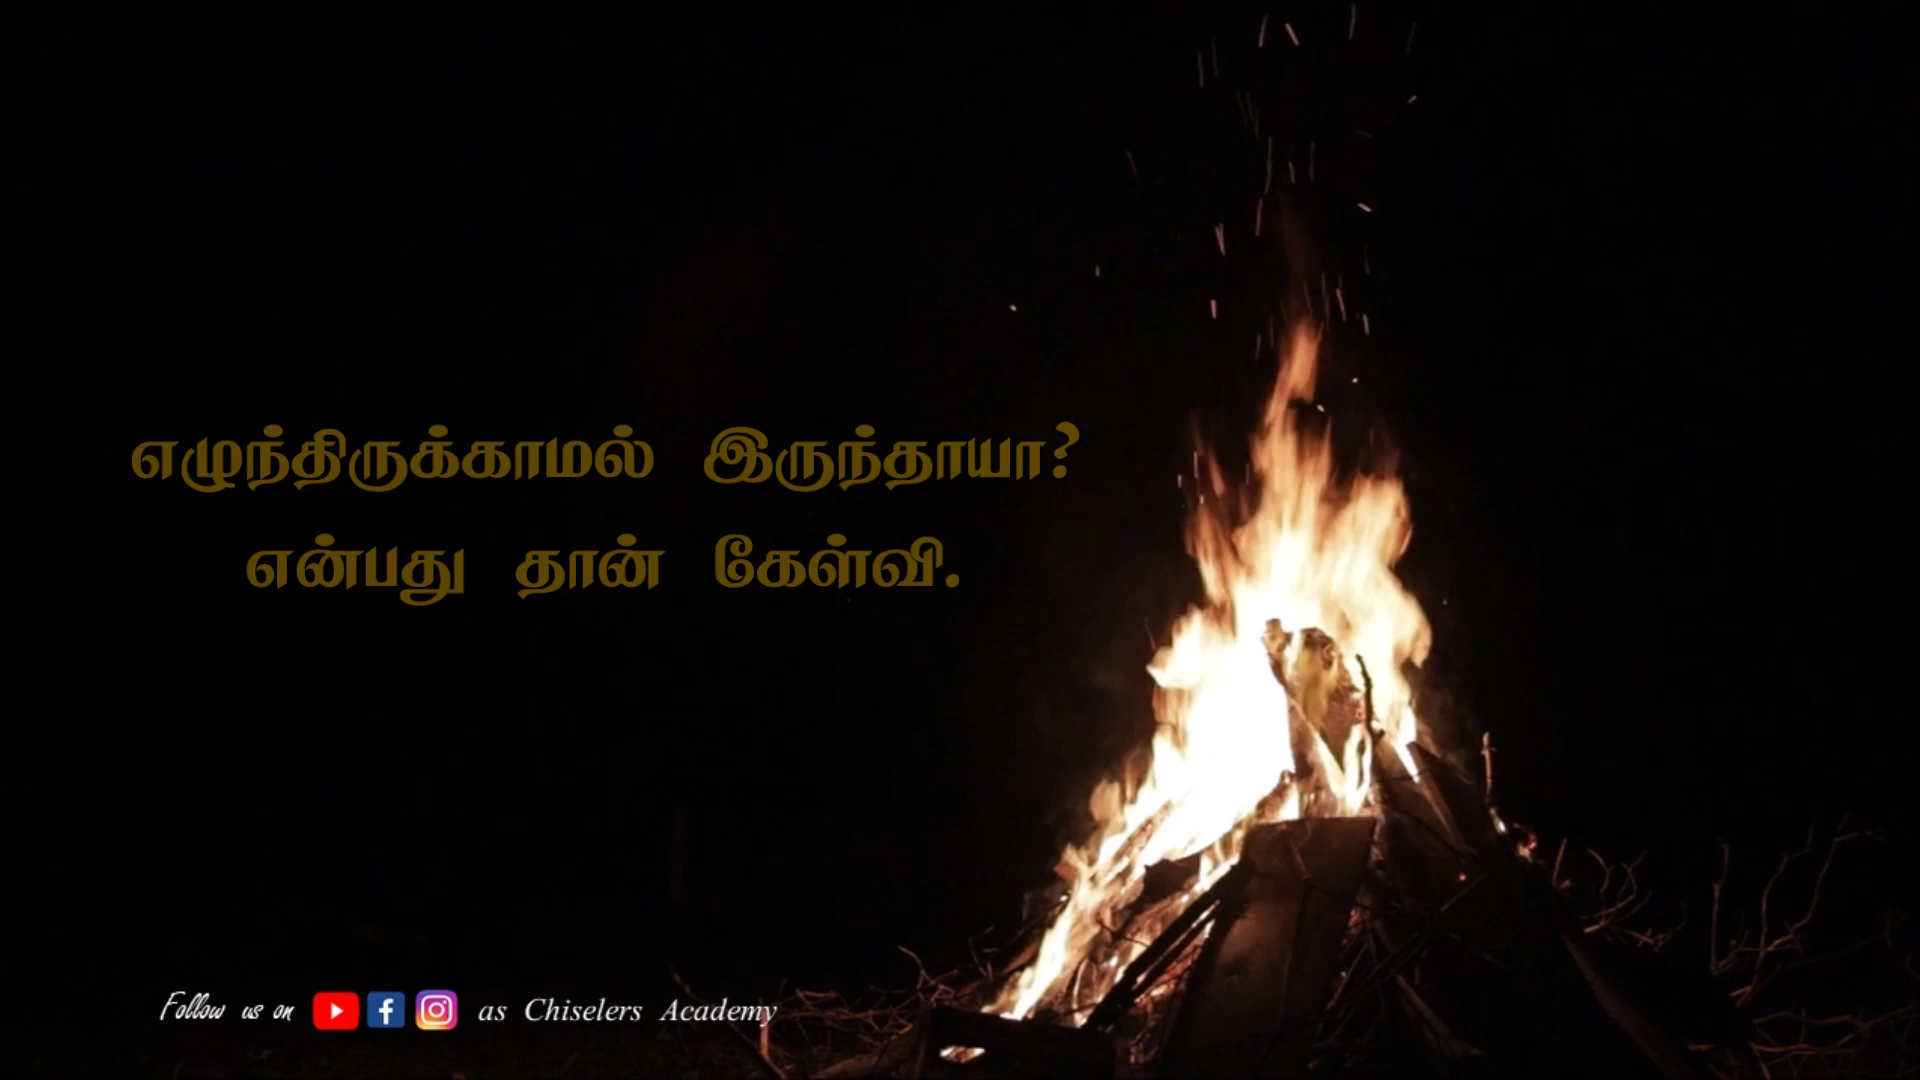 எழுந்திருக்காமல் இருந்தாயா?
என்பது தான் கேள்வி.
Follow us on as Chiselers Academy